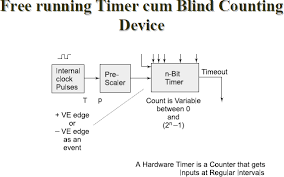 Free running Timer cum Blind Counting
Device
Internal
clock
Pulses
Pre-
Scaler
n-Bit
Timer
Timeout
T p
Count is Variable
between 0
and
(2ⁿ–1)
+ VE edge
or
– VE edge
as an
event
A Hardware Timer is a Counter that gets
inputs at Regular Intervals